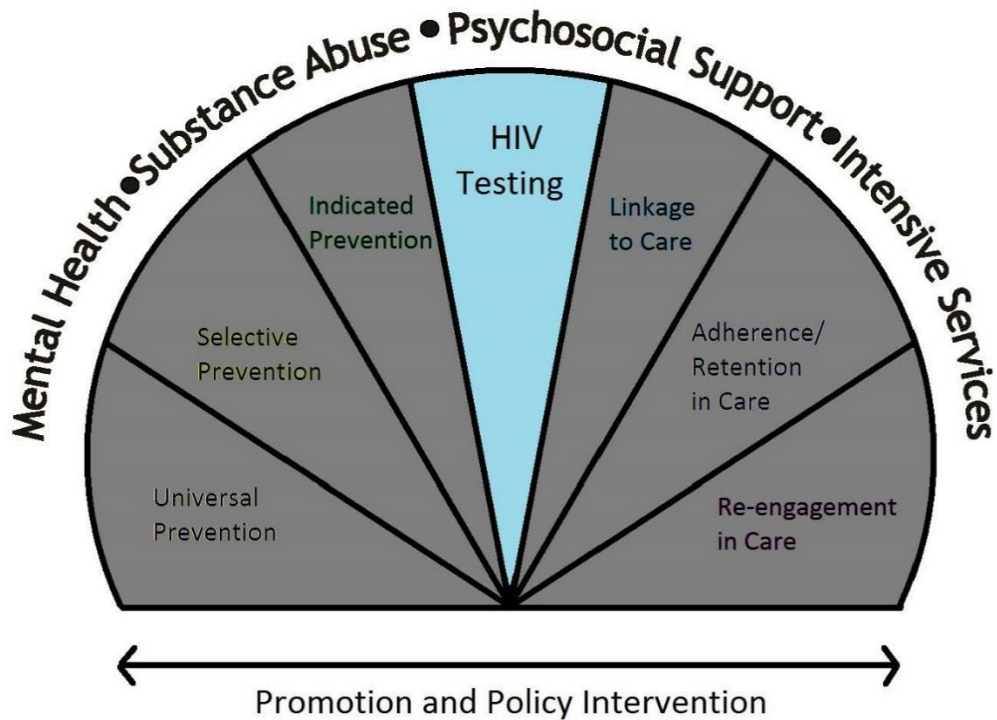 Mental Health•Substance Abuse •Psychosocial Support•Intensive Services
HIV
Testing
Indicated
Prevention
Linkage
to Care
Selective
Prevention
Adherence/
Retention
in Care
Universal
Prevention
Re-engagement
in Care
Promotion and Policy Intervention